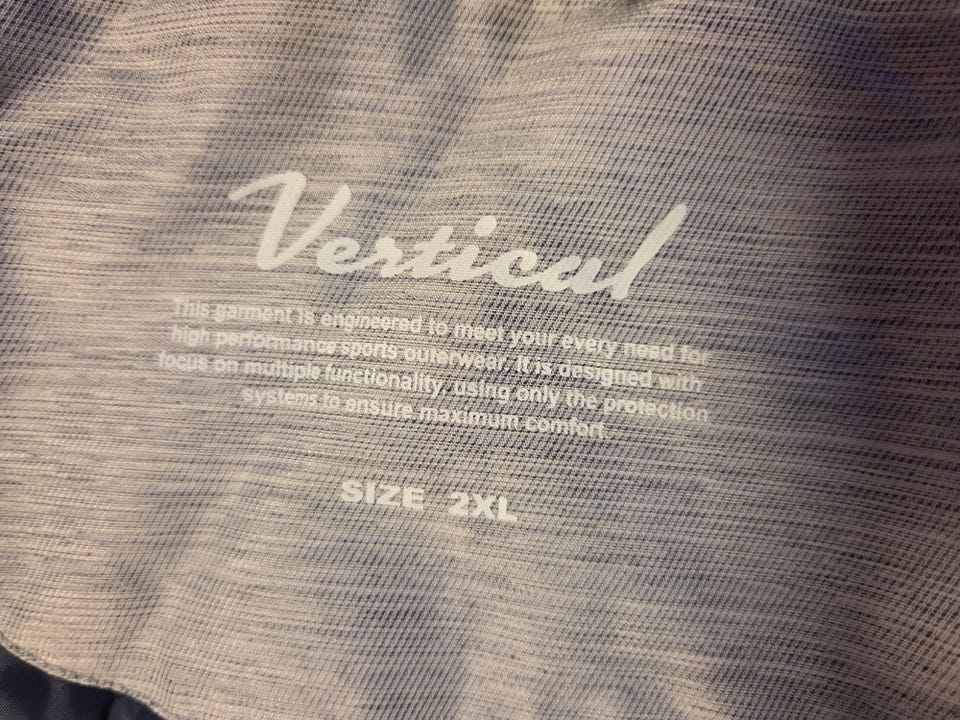 Vertical
This garment is engineered to meet your every need for
high performance sports outerwear. It is designed with
focus on multiple functionality, using only the protection
systems to ensure maximum comfort.
SIZE 2XL